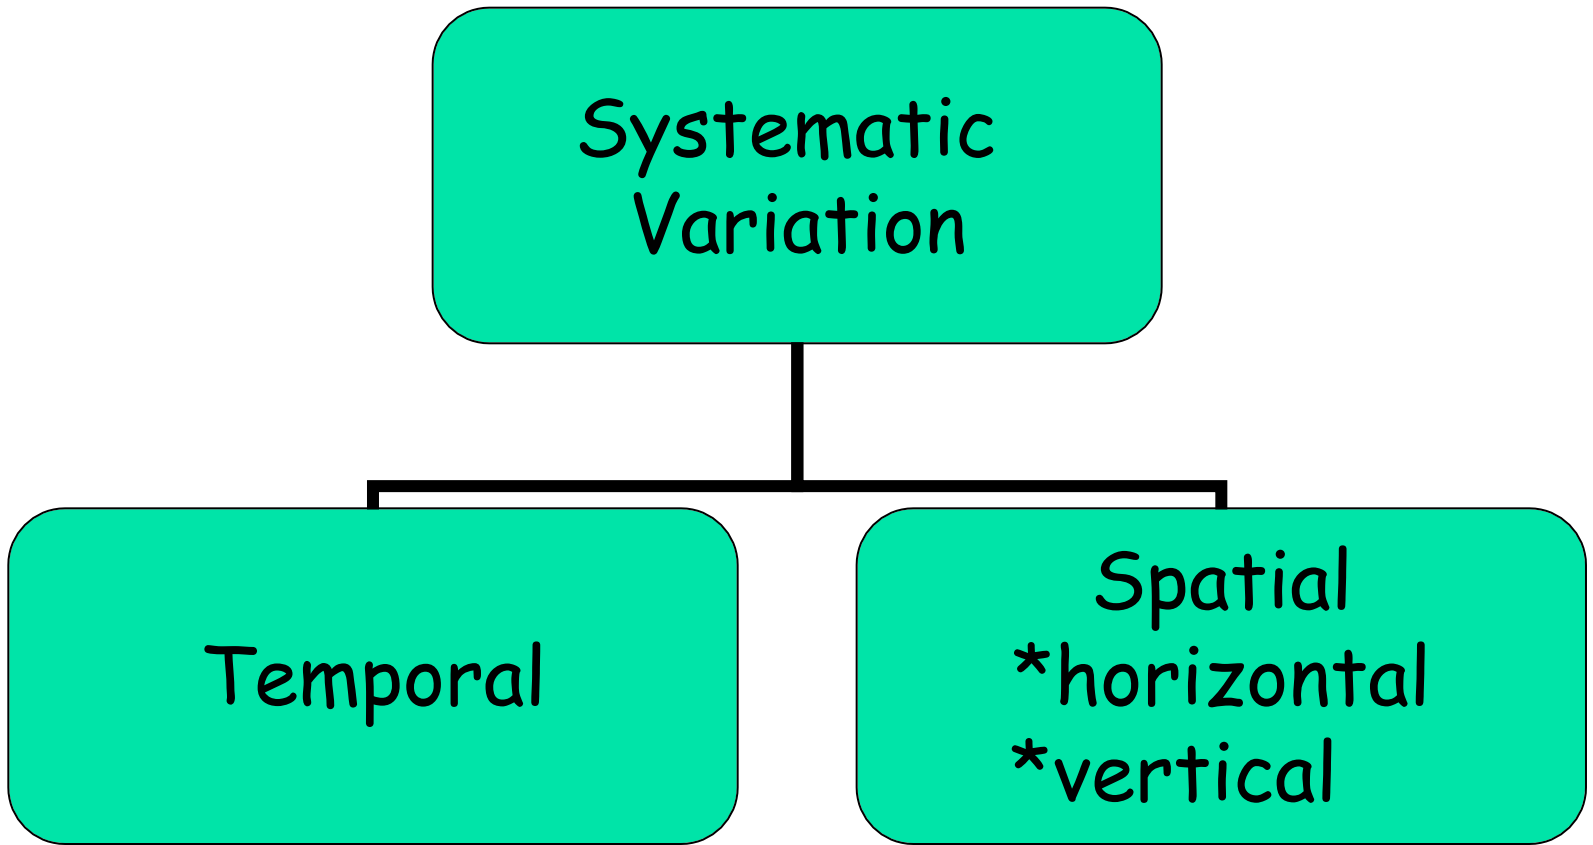 Systematic
Variation
Temporal
Spatial
*horizontal
*vertical